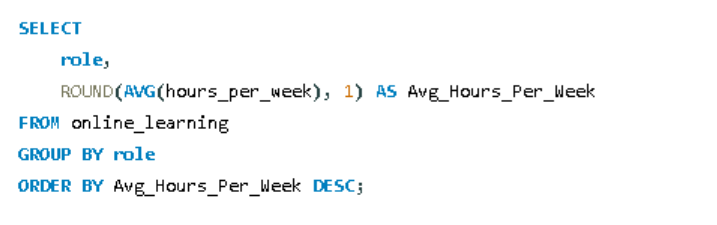 SELECT
    role,
    ROUND(AVG(hours_per_week), 1) AS Avg_Hours_Per_Week
FROM online_learning
GROUP BY role
ORDER BY Avg_Hours_Per_Week DESC;